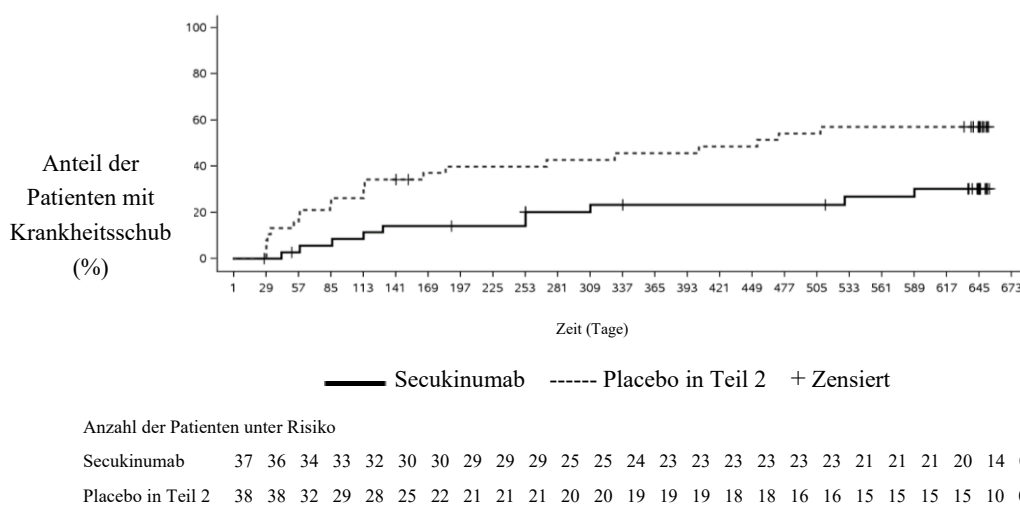 100
80
60
40
20
0
Anteil der
Patienten mit
Krankheitsschub
(%)
1 29 57 85 113 141 169 197 225 253 281 309 337 365 393 421 449 477 505 533 561 589 617 645 673
Zeit (Tage)
Secukinumab Placebo in Teil 2 + Zensiert
Anzahl der Patienten unter Risiko
Secukinumab 37 36 34 33 32 30 30 29 29 29 25 25 24 23 23 23 23 23 23 21 21 21 20 14
Placebo in Teil 2 38 38 32 29 28 25 22 21 21 21 20 20 19 19 19 18 18 16 16 15 15 15 15 10